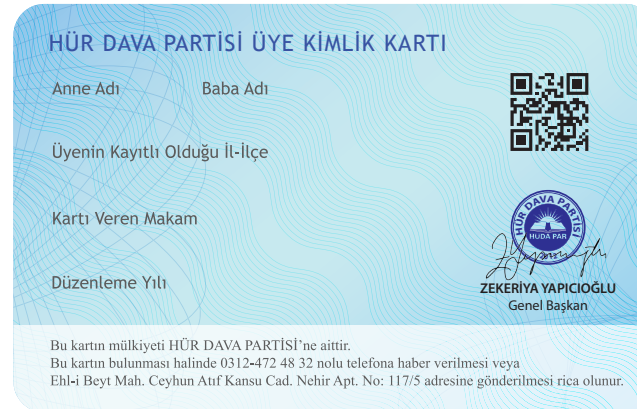 HÜR DAVA PARTİSİ ÜYE KİMLİK KARTI
Anne Adı Baba Adı
Üyenin Kayıtlı Olduğu İl-İlçe
Kartı Veren Makam
Düzenleme Yılı
HÜR DAVA PARTİSİ
HÜDA PAR
2012
ZEKERİYA YAPICIOĞLU
Genel Başkan
Bu kartın mülkiyeti HÜR DAVA PARTİSİ’ne aittir.
Bu kartın bulunması halinde 0312-472 48 32 nolu telefona haber verilmesi veya
Ehl-i Beyt Mah. Ceyhun Atıf Kansu Cad. Nehir Apt. No: 117/5 adresine gönderilmesi rica olunur.